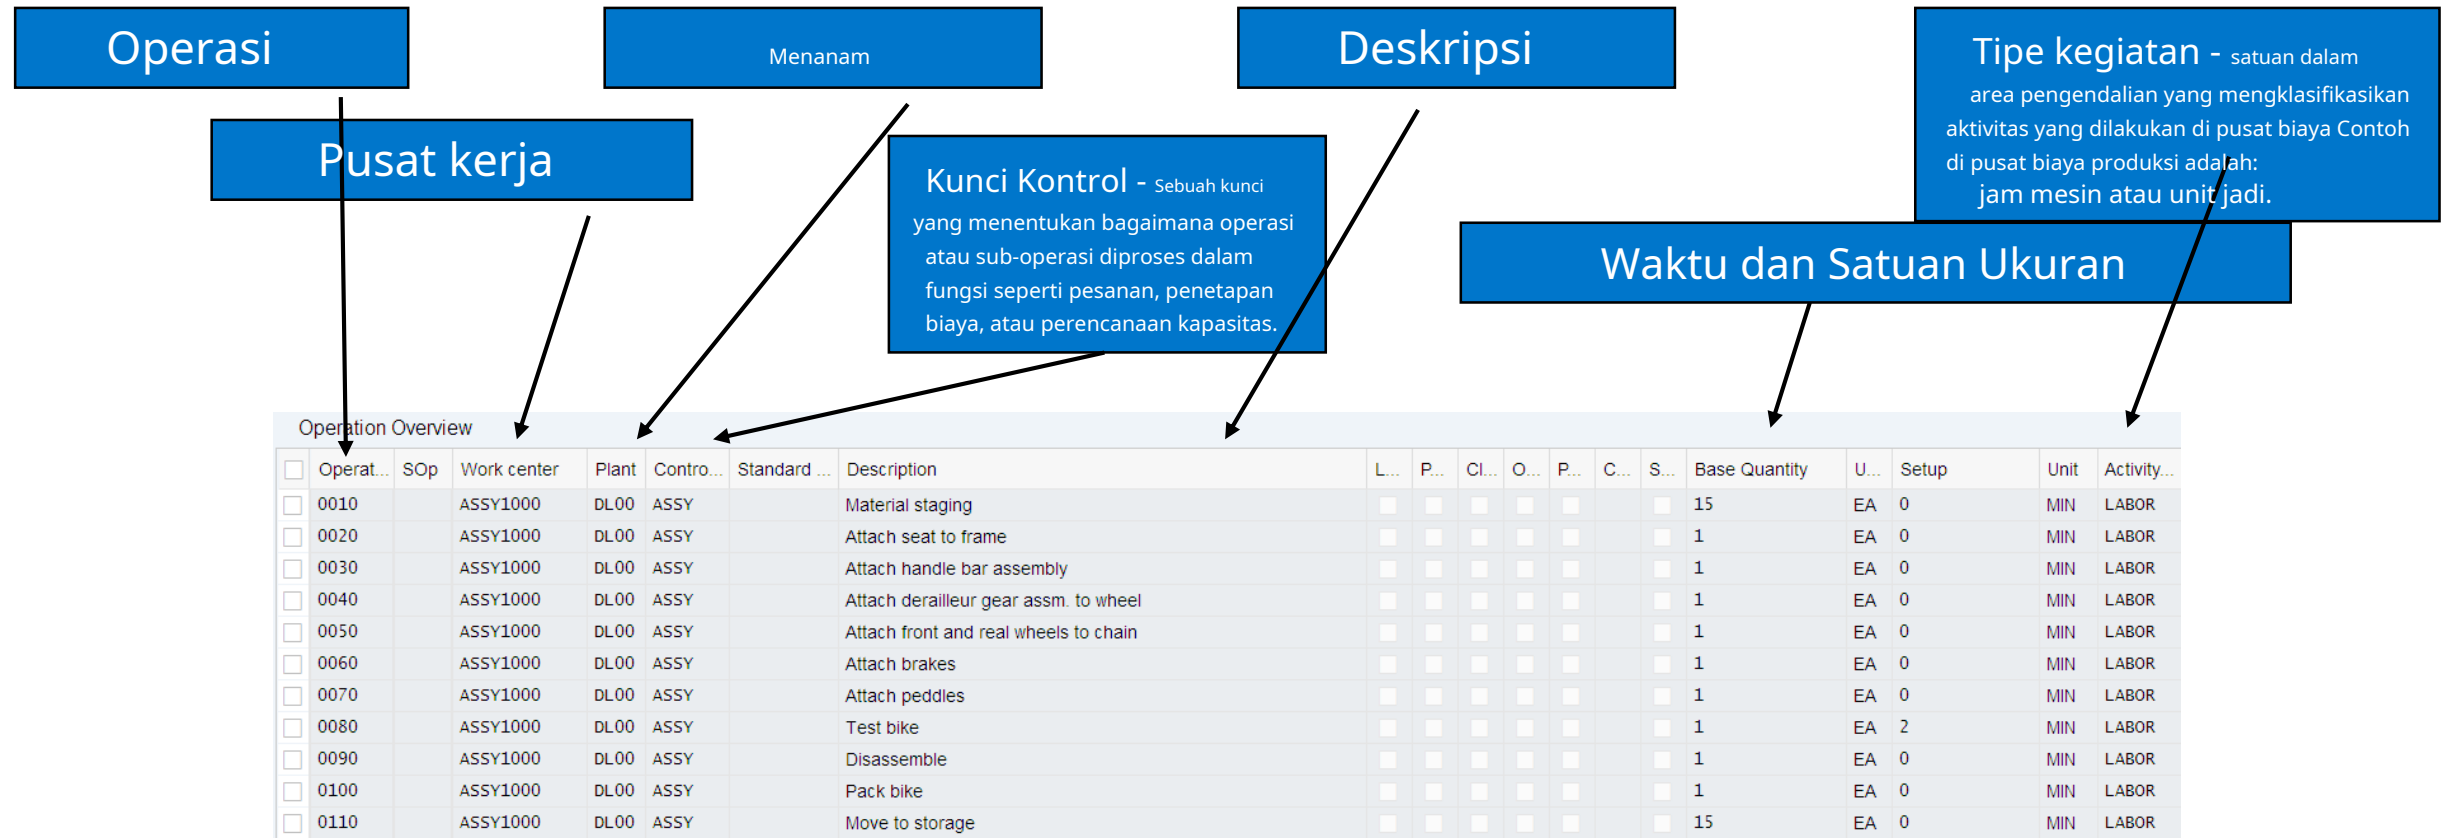 Operasi
Menanam
Deskripsi
Tipe kegiatan - satuan dalam
area pengendalian yang mengklasifikasikan
aktivitas yang dilakukan di pusat biaya Contoh
di pusat biaya produksi adalah:
jam mesin atau unit jadi.
Pusat kerja
Kunci Kontrol - Sebuah kunci
yang menentukan bagaimana operasi
atau sub-operasi diproses dalam
fungsi seperti pesanan, penetapan
biaya, atau perencanaan kapasitas.
Waktu dan Satuan Ukuran
Operation Overview
Operat... SOp Work center Plant Contro... Standard ... Description L... P... Cl... O... P... C... S... Base Quantity U... Setup Unit Activity...
0010 ASSY1000 DL00 ASSY Material staging 15 EA 0 MIN LABOR
0020 ASSY1000 DL00 ASSY Attach seat to frame 1 EA 0 MIN LABOR
0030 ASSY1000 DL00 ASSY Attach handle bar assembly 1 EA 0 MIN LABOR
0040 ASSY1000 DL00 ASSY Attach derailleur gear assm. to wheel 1 EA 0 MIN LABOR
0050 ASSY1000 DL00 ASSY Attach front and real wheels to chain 1 EA 0 MIN LABOR
0060 ASSY1000 DL00 ASSY Attach brakes 1 EA 0 MIN LABOR
0070 ASSY1000 DL00 ASSY Attach peddles 1 EA 0 MIN LABOR
0080 ASSY1000 DL00 ASSY Test bike 1 EA 2 MIN LABOR
0090 ASSY1000 DL00 ASSY Disassemble 1 EA 0 MIN LABOR
0100 ASSY1000 DL00 ASSY Pack bike 1 EA 0 MIN LABOR
0110 ASSY1000 DL00 ASSY Move to storage 15 EA 0 MIN LABOR